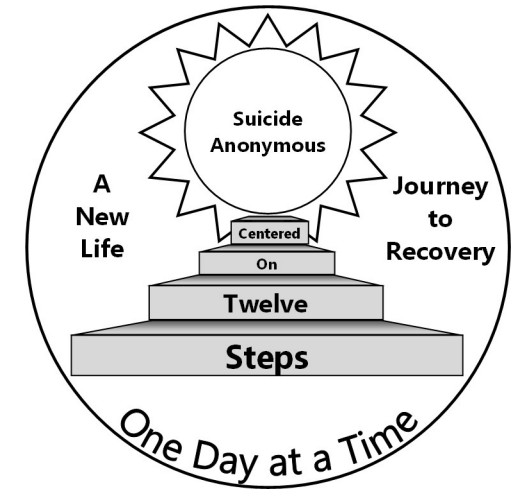 Suicide
Anonymous
A
New
Life
Journey
to
Recovery
Centered
On
Twelve
Steps
One Day at a Time